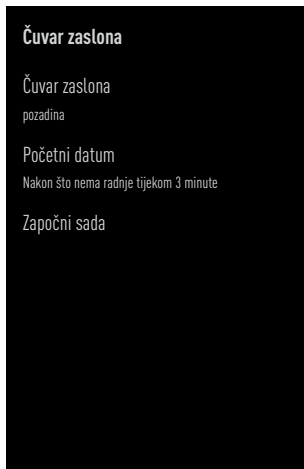 Čuvar zaslona
Čuvar zaslona
pozadina
Početni datum
Nakon što nema radnje tijekom 3 minute
Započni sada